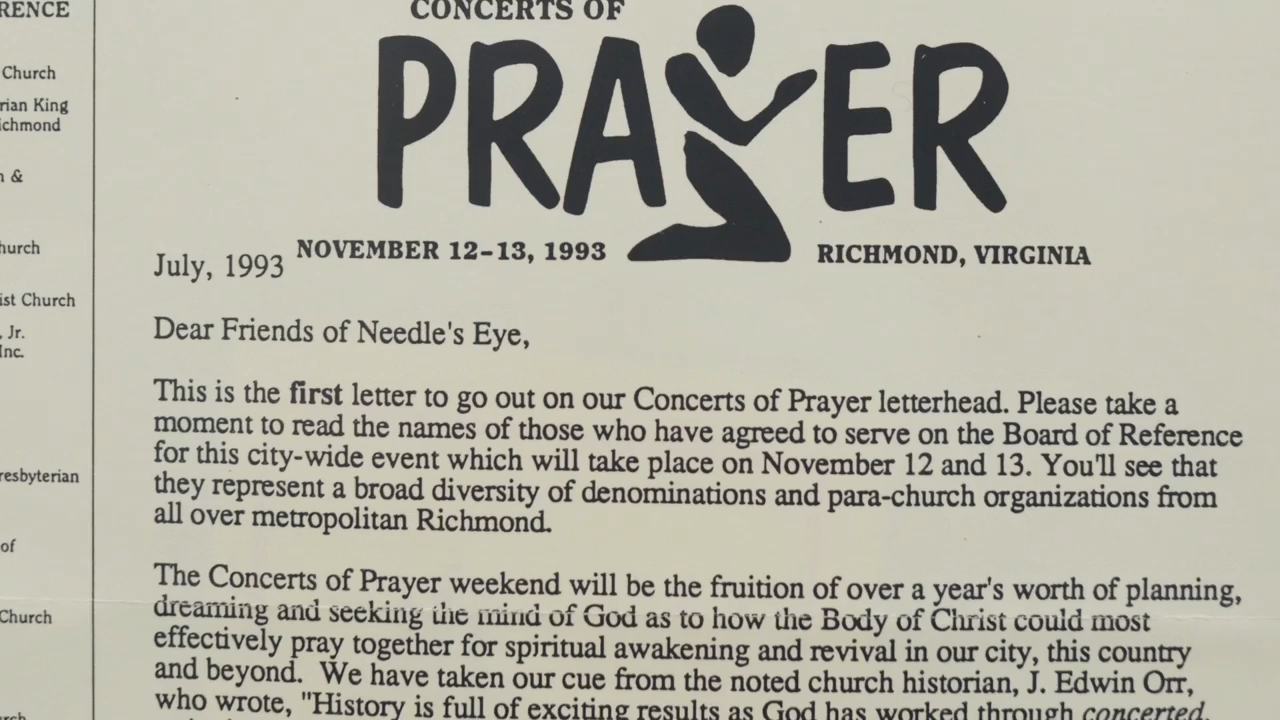 RENCE
Church
rian King
ichmond
&
hurch
ist Church
, Jr.
Inc.
resbyterian
of
Church
CONCERTS OF
PRAYER
NOVEMBER 12-13, 1993
RICHMOND, VIRGINIA
July, 1993
Dear Friends of Needle's Eye,
This is the first letter to go out on our Concerts of Prayer letterhead. Please take a
moment to read the names of those who have agreed to serve on the Board of Reference
for this city-wide event which will take place on November 12 and 13. You'll see that
they represent a broad diversity of denominations and para-church organizations from
all over metropolitan Richmond.
The Concerts of Prayer weekend will be the fruition of over a year's worth of planning,
dreaming and seeking the mind of God as to how the Body of Christ could most
effectively pray together for spiritual awakening and revival in our city, this country
and beyond. We have taken our cue from the noted church historian, J. Edwin Orr,
who wrote, "History is full of exciting results as God has worked through concerted,